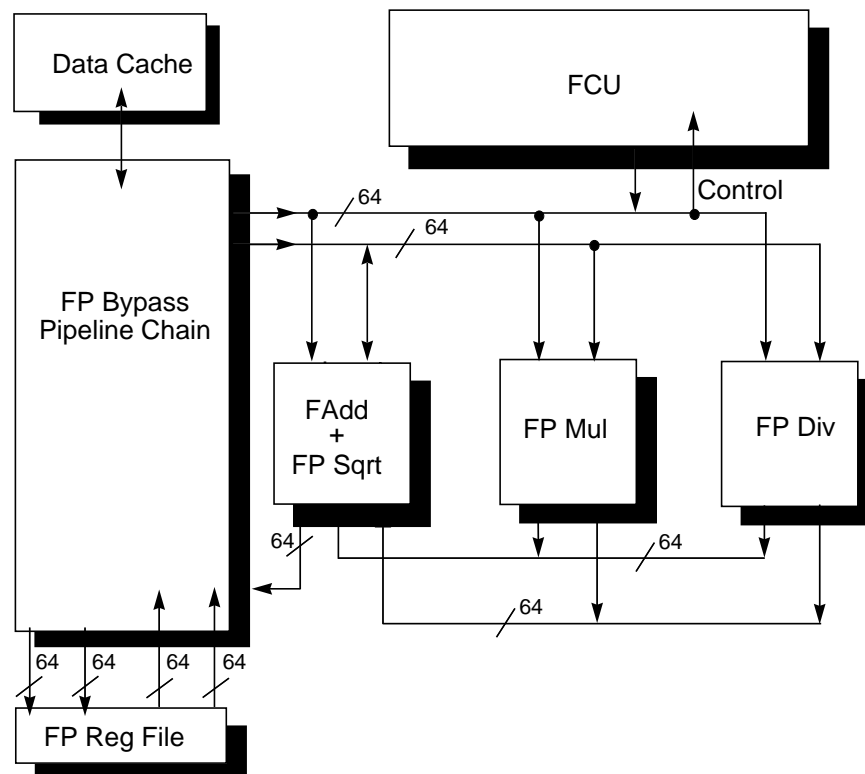 Data Cache
FCU
Control
64
64
FP Bypass
Pipeline Chain
FAdd
+
FP Sqrt
FP Mul
FP Div
64
64
64
64
64
64
64
FP Reg File